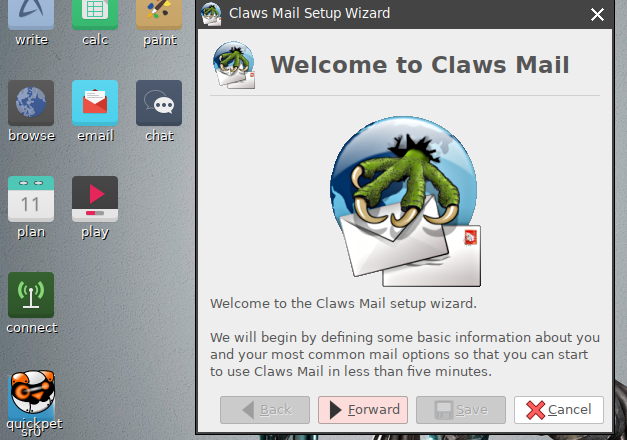 write calc paint
browse email chat
11
plan play
connect
quickpet
Claws Mail Setup Wizard
Welcome to Claws Mail
Welcome to the Claws Mail setup wizard.
We will begin by defining some basic information about you
and your most common mail options so that you can start
to use Claws Mail in less than five minutes.
Back Forward Save Cancel